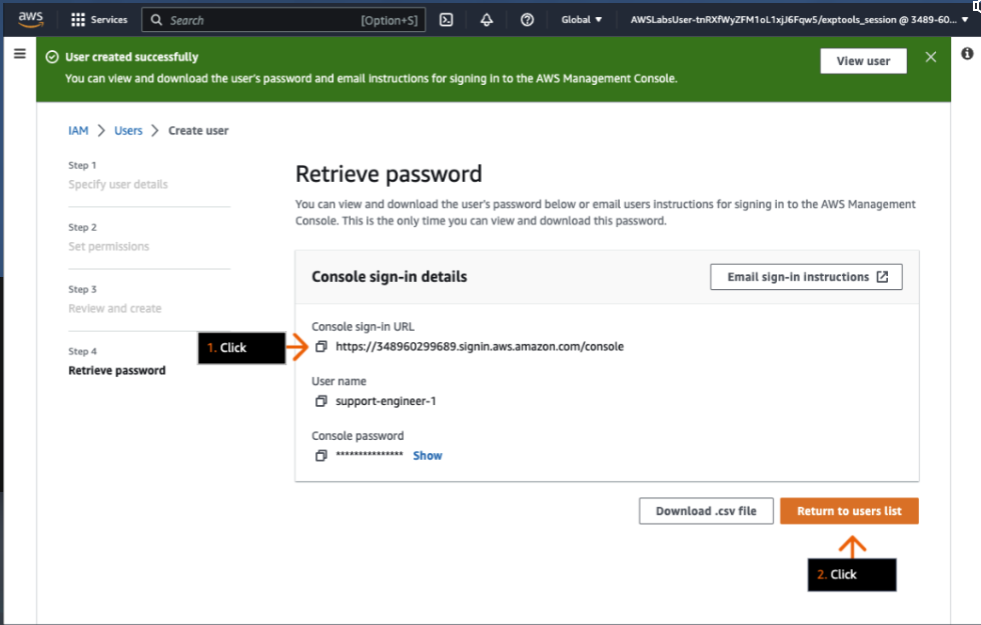 aws
Services
Search [Option+S]
Global
AWSLabsUser-tnRXfWyZFM1oL1xjJ6Fqw5/exptools_session @ 3489-60...
User created successfully
You can view and download the user's password and email instructions for signing in to the AWS Management Console.
View user
IAM > Users > Create user
Step 1
Specify user details
Step 2
Set permissions
Step 3
Review and create
Step 4
Retrieve password
Retrieve password
You can view and download the user's password below or email users instructions for signing in to the AWS Management
Console. This is the only time you can view and download this password.
Console sign-in details
Email sign-in instructions
Console sign-in URL
1. Click
https://348960299689.signin.aws.amazon.com/console
User name
support-engineer-1
Console password
*************** Show
Download .csv file
Return to users list
2. Click